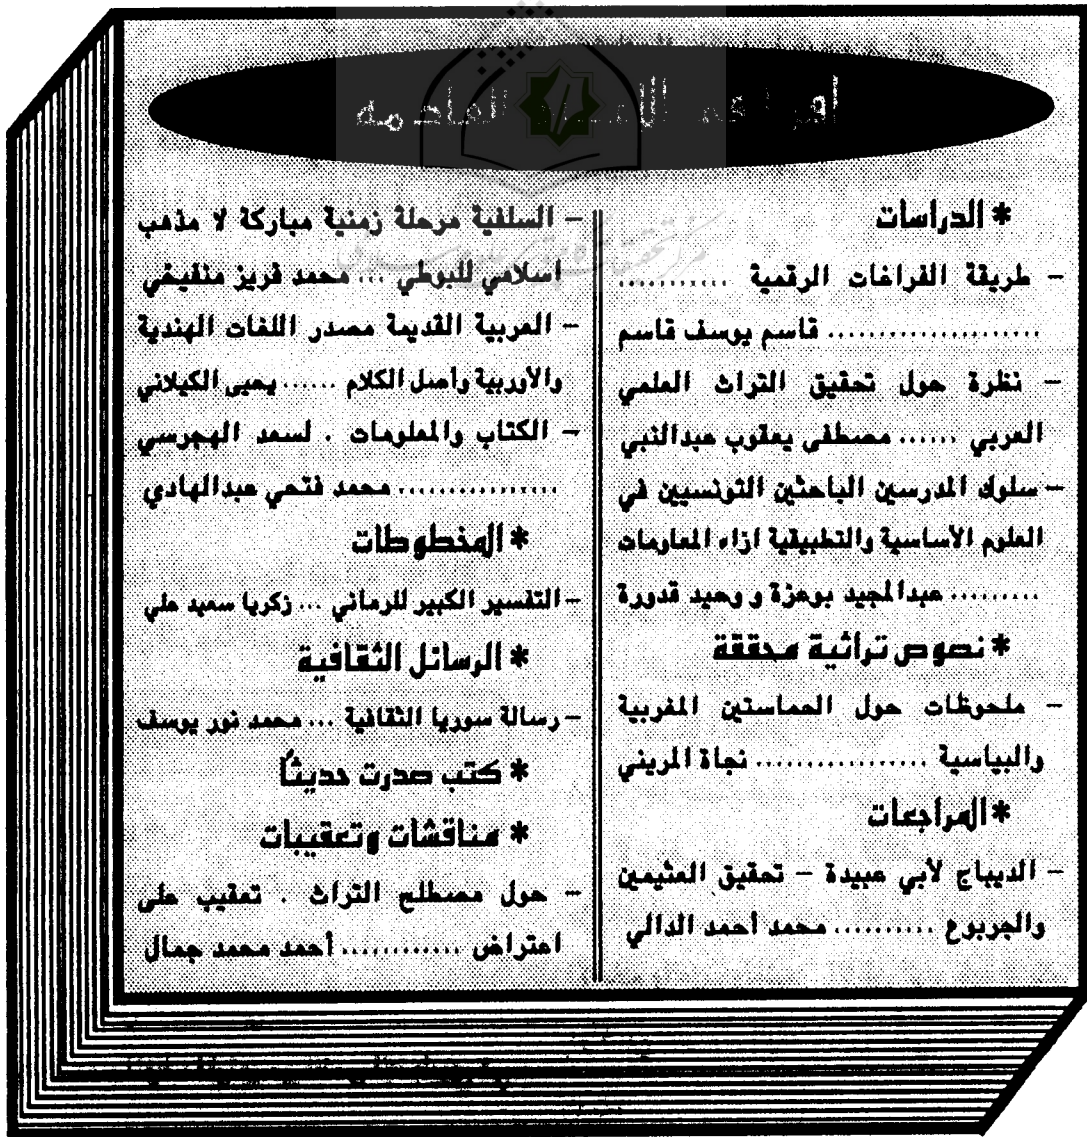 اقرأ في الأعداد القادمة
* الدراسات
– طريقة الفراغات الرقمية ...........
..................... قاسم يوسف قاسم
– نظرة حول تحقيق التراث العلمي
العربي ...... مصطفى يعقوب عبدالنبي
– سلوك المدرسين الباحثين التونسيين في
العلوم الأساسية والتطبيقية ازاء المعلومات
......... عبدالمجيد بوعزة و وحيد قدورة
* نصوص تراثية محققة
– ملحوظات حول الحماستين المغربية
والبياسية ................. نجاة المريني
* المراجعات
– الديباج لأبي عبيدة – تحقيق العثيمين
والجربوع .......... محمد أحمد الدالي
– السلفية مرحلة زمنية مباركة لا مذهب
اسلامي للبوطي ... محمد فريز منفيخي
– العربية القديمة مصدر اللغات الهندية
والأوربية وأصل الكلام ...... يحيى الكيلاني
– الكتاب والمعلومات . لسعد الهجرسي
................ محمد فتحي عبدالهادي
* المخطوطات
– التفسير الكبير للرماني ... زكريا سعيد علي
* الرسائل الثقافية
– رسالة سوريا الثقافية ... محمد نور يوسف
* كتب صدرت حديثاً
* مناقشات وتعقيبات
– حول مصطلح التراث . تعقيب على
اعتراض ............ أحمد محمد جمال